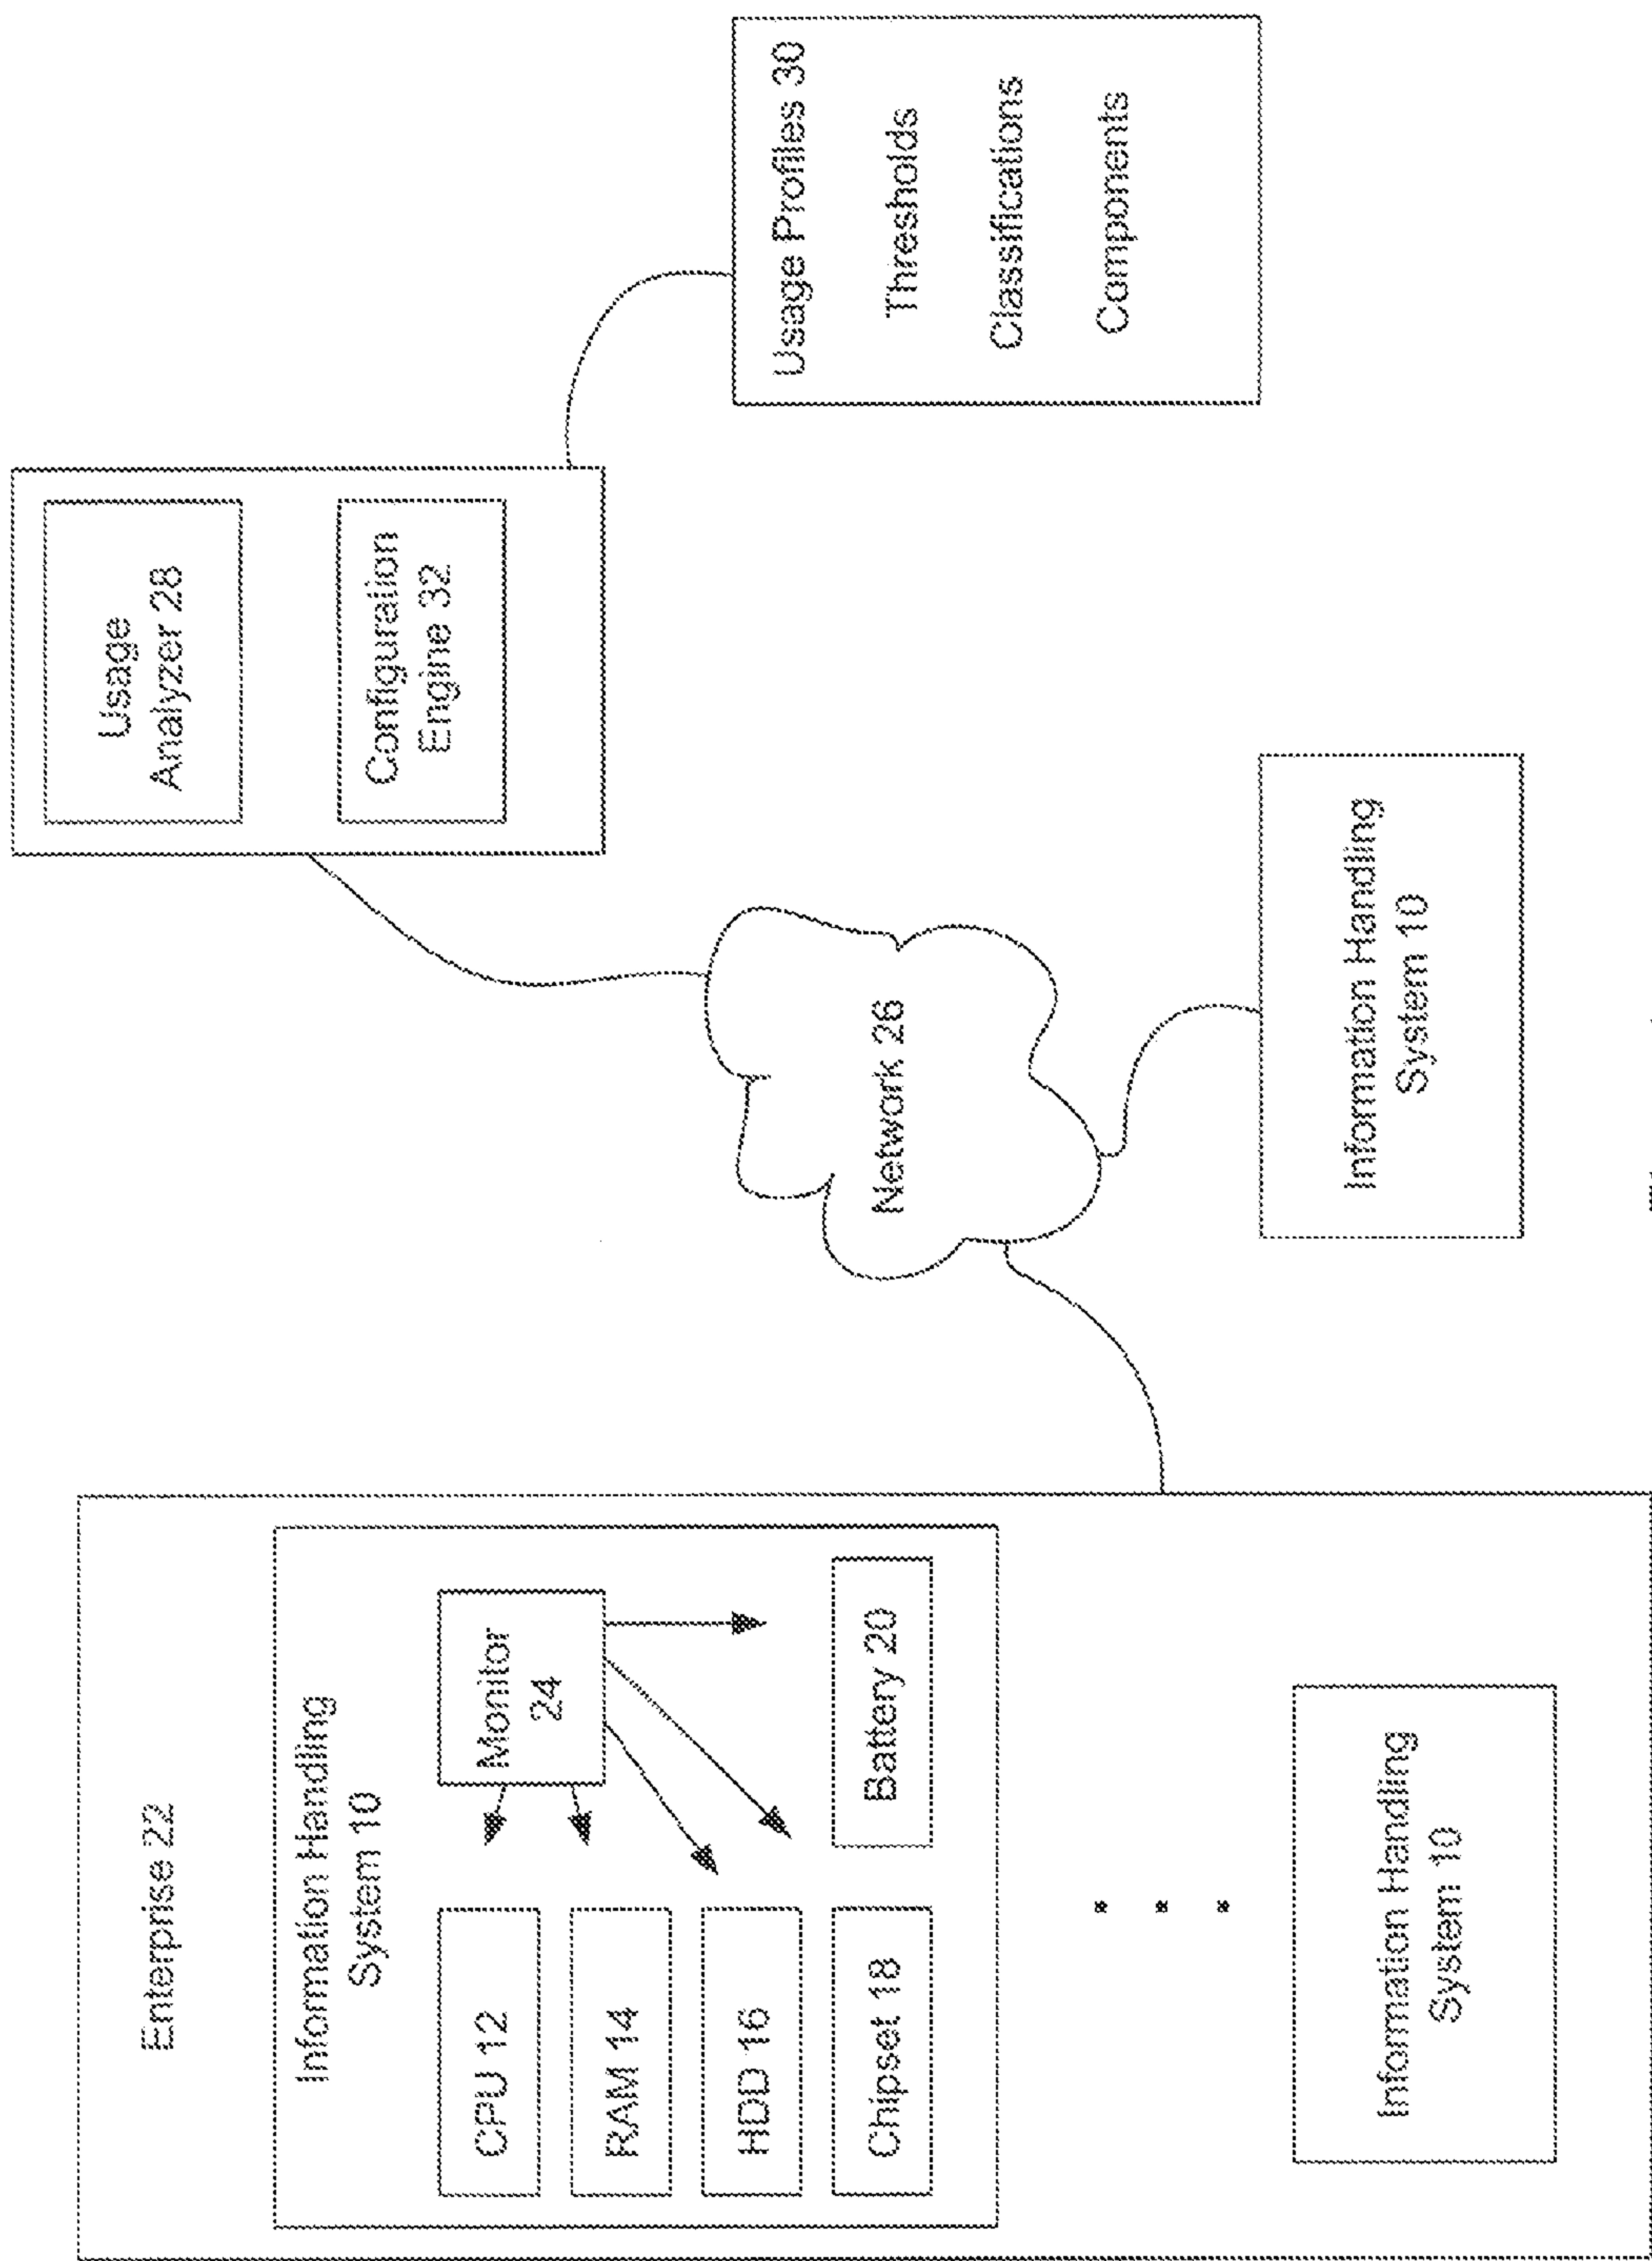 Enterprise 22
Information Handling
System 10
CPU 12
RAM 14
HDD 16
Chipset 18
Monitor
24
Battery 20
Information Handling
System 10
Network 26
Information Handling
System 10
Usage
Analyzer 28
Configuration
Engine 32
Usage Profiles 30
Thresholds
Classifications
Components